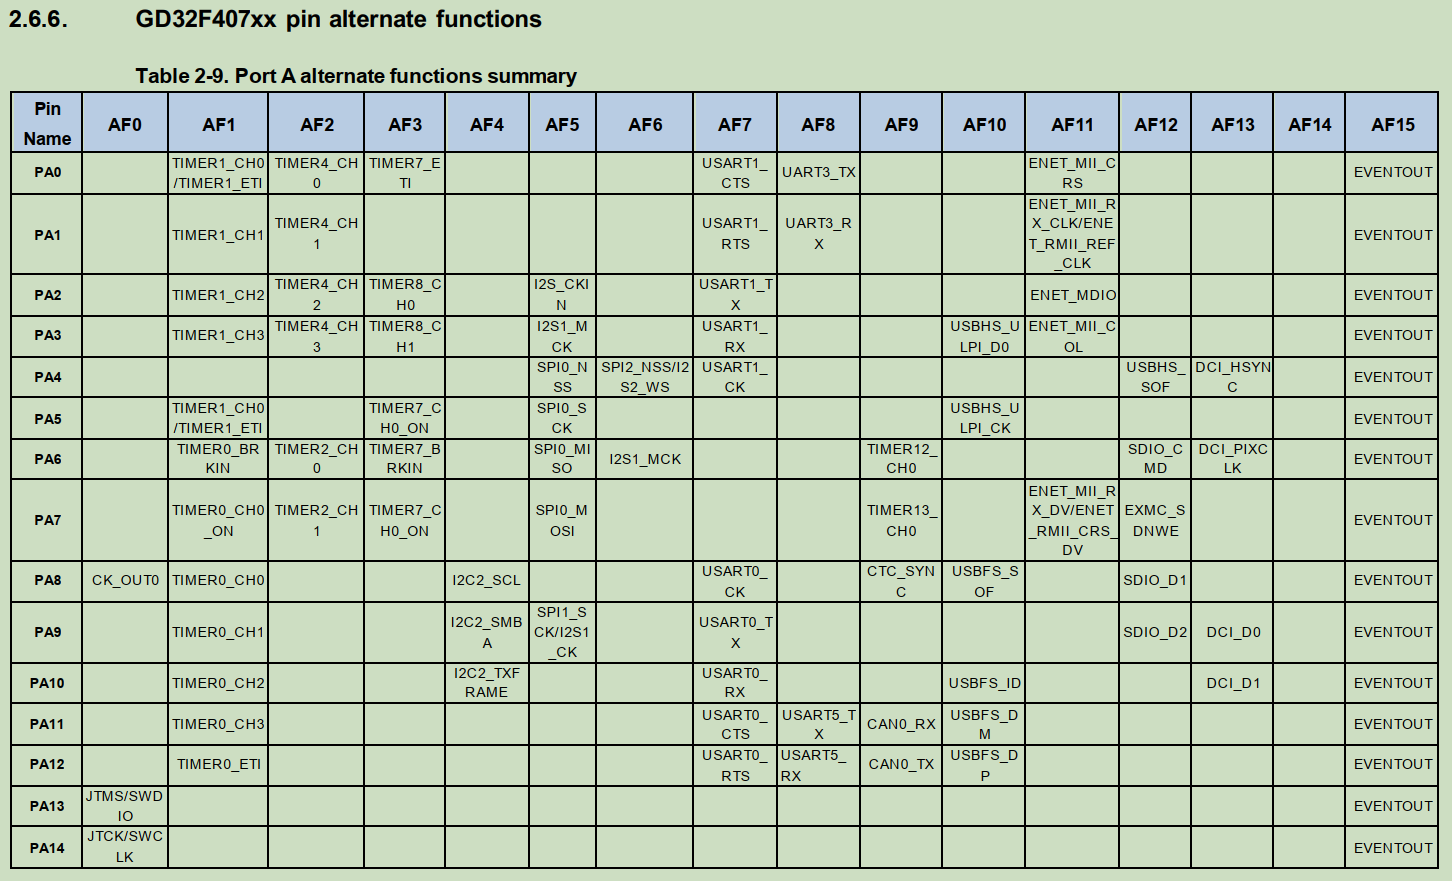 2.6.6. GD32F407xx pin alternate functions
Table 2-9. Port A alternate functions summary
Pin Name AF0 AF1 AF2 AF3 AF4 AF5 AF6 AF7 AF8 AF9 AF10 AF11 AF12 AF13 AF14 AF15
PA0 TIMER1_CH0/TIMER1_ETI TIMER4_CH0 TIMER7_ETI USART1_CTS UART3_TX ENET_MII_CRS EVENTOUT
PA1 TIMER1_CH1 TIMER4_CH1 USART1_RTS UART3_RX ENET_MII_RX_CLK/ENET_RMII_REF_CLK EVENTOUT
PA2 TIMER1_CH2 TIMER4_CH2 TIMER8_CH0 I2S_CKIN USART1_TX ENET_MDIO EVENTOUT
PA3 TIMER1_CH3 TIMER4_CH3 TIMER8_CH1 I2S1_MCK USART1_RX USBHS_ULPI_D0 ENET_MII_COL EVENTOUT
PA4 SPI0_NSS SPI2_NSS/I2S2_WS USART1_CK USBHS_SOF DCI_HSYNC EVENTOUT
PA5 TIMER1_CH0/TIMER1_ETI TIMER7_CH0_ON SPI0_SCK USBHS_ULPI_CK EVENTOUT
PA6 TIMER0_BRKIN TIMER2_CH0 TIMER7_BRKIN SPI0_MISO I2S1_MCK TIMER12_CH0 SDIO_CMD DCI_PIXCLK EVENTOUT
PA7 TIMER0_CH0_ON TIMER2_CH1 TIMER7_CH0_ON SPI0_MOSI TIMER13_CH0 ENET_MII_RX_DV/ENET_RMII_CRS_DV EXMC_SDNWE EVENTOUT
PA8 CK_OUT0 TIMER0_CH0 I2C2_SCL USART0_CK CTC_SYNC USBFS_SOF SDIO_D1 EVENTOUT
PA9 TIMER0_CH1 I2C2_SMBA SPI1_SCK/I2S1_CK USART0_TX SDIO_D2 DCI_D0 EVENTOUT
PA10 TIMER0_CH2 I2C2_TXFRAME USART0_RX USBFS_ID DCI_D1 EVENTOUT
PA11 TIMER0_CH3 USART0_CTS USART5_TX CAN0_RX USBFS_DM EVENTOUT
PA12 TIMER0_ETI USART0_RTS USART5_RX CAN0_TX USBFS_DP EVENTOUT
PA13 JTMS/SWDIO EVENTOUT
PA14 JTCK/SWCLK EVENTOUT